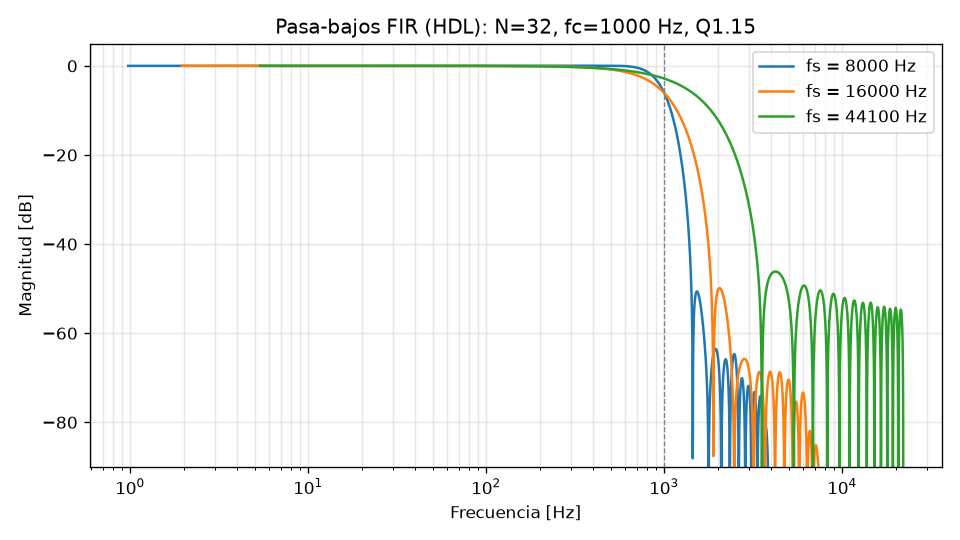 Pasa-bajos FIR (HDL): N=32, fc=1000 Hz, Q1.15
fs = 8000 Hz
fs = 16000 Hz
fs = 44100 Hz
Magnitud [dB]
0
−20
−40
−60
−80
10⁰ 10¹ 10² 10³ 10⁴
Frecuencia [Hz]